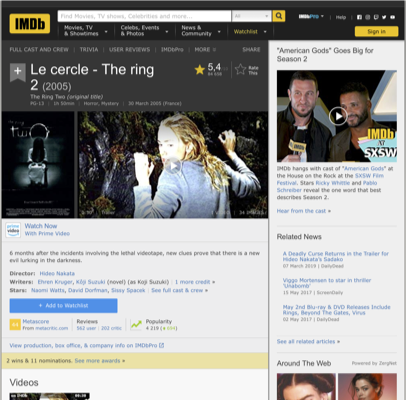 IMDb
Find Movies, TV shows, Celebrities and more...
All
IMDbPro
Help
Movies, TV & Showtimes
Celebs, Events & Photos
News & Community
Watchlist
Sign in
FULL CAST AND CREW | TRIVIA | USER REVIEWS | IMDbPro | MORE
SHARE
Le cercle - The ring 2 (2005)
The Ring Two (original title)
1h 50min | Horror, Mystery | 30 March 2005 (France)
5,4
Rate This
Watch Now
With Prime Video
6 months after the incidents involving the lethal videotape, new clues prove that there is a new evil lurking in the darkness.
Director: Hideo Nakata
Writers: Ehren Kruger, Kôji Suzuki (novel) (as Koji Suzuki) | 1 more credit »
Stars: Naomi Watts, David Dorfman, Sissy Spacek | See full cast & crew »
+ Add to Watchlist
Metascore
From metacritic.com
Reviews
562 user | 262 critic
Popularity
4 219
View production, box office, & company info on IMDbPro
2 wins & 11 nominations. See more awards »
Videos
"American Gods" Goes Big for Season 2
IMDb
at
SXSW
IMDb hangs with cast of "American Gods" at the House on the Rock at the SXSW Film Festival. Stars Ricky Whittle and Pablo Schreiber reveal the one word that best describes Season 2.
Hear from the cast »
Related News
A Deadly Curse Returns in the Trailer for Hideo Nakata's Sadako
07 March 2019 | DailyDead
Viggo Mortensen to star in thriller 'Unabomb'
15 May 2017 | ScreenDaily
May 2nd Blu-ray & DVD Releases Include Rings, Beyond The Gates, Virus
02 May 2017 | DailyDead
See all related articles »
Around The Web
Powered by ZergNet